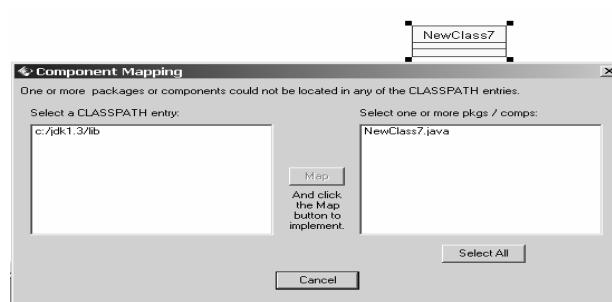 NewClass7
Component Mapping
One or more packages or components could not be located in any of the CLASSPATH entries.
Select a CLASSPATH entry:
c:/jdk1.3/lib
Map
And click
the Map
button to
implement.
Select one or more pkgs / comps:
NewClass7.java
Select All
Cancel